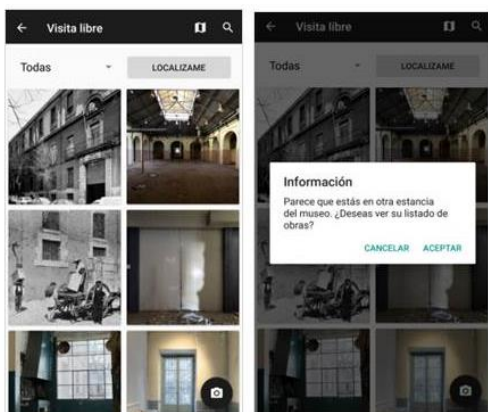 Visita libre
Todas
LOCALIZAME
Visita libre
Todas
LOCALIZAME
Información
Parece que estás en otra estancia
del museo. ¿Deseas ver su listado de
obras?
CANCELAR ACEPTAR